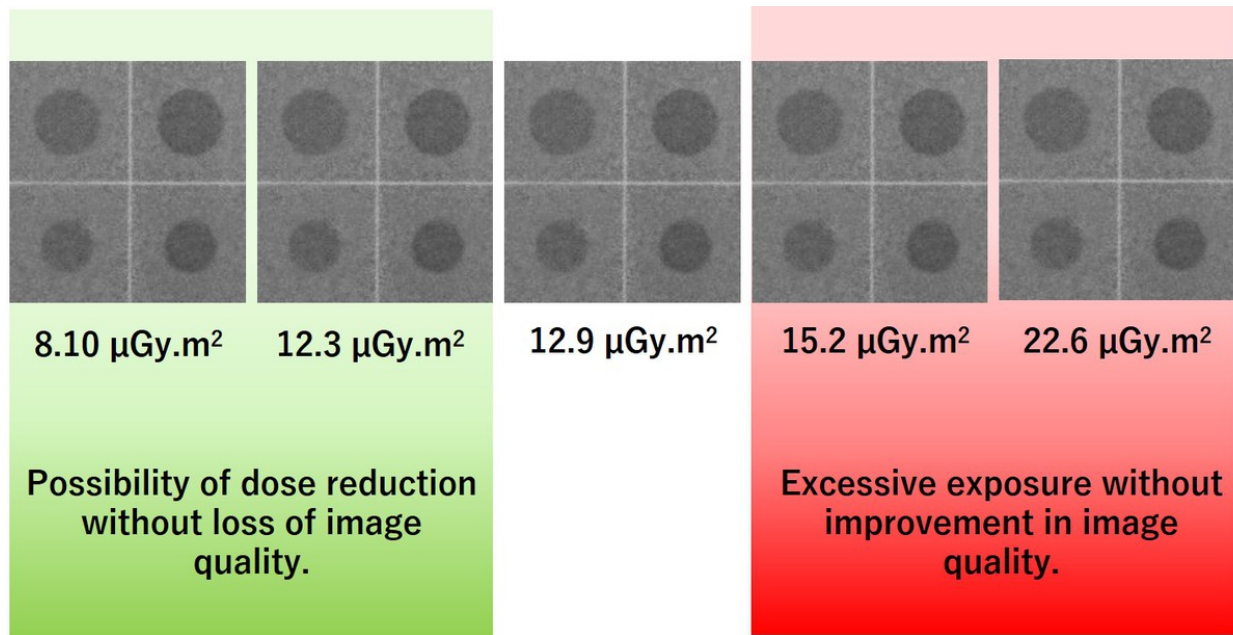 8.10 μGy.m²
12.3 μGy.m²
12.9 μGy.m²
15.2 μGy.m²
22.6 μGy.m²
Possibility of dose reduction
without loss of image
quality.
Excessive exposure without
improvement in image
quality.